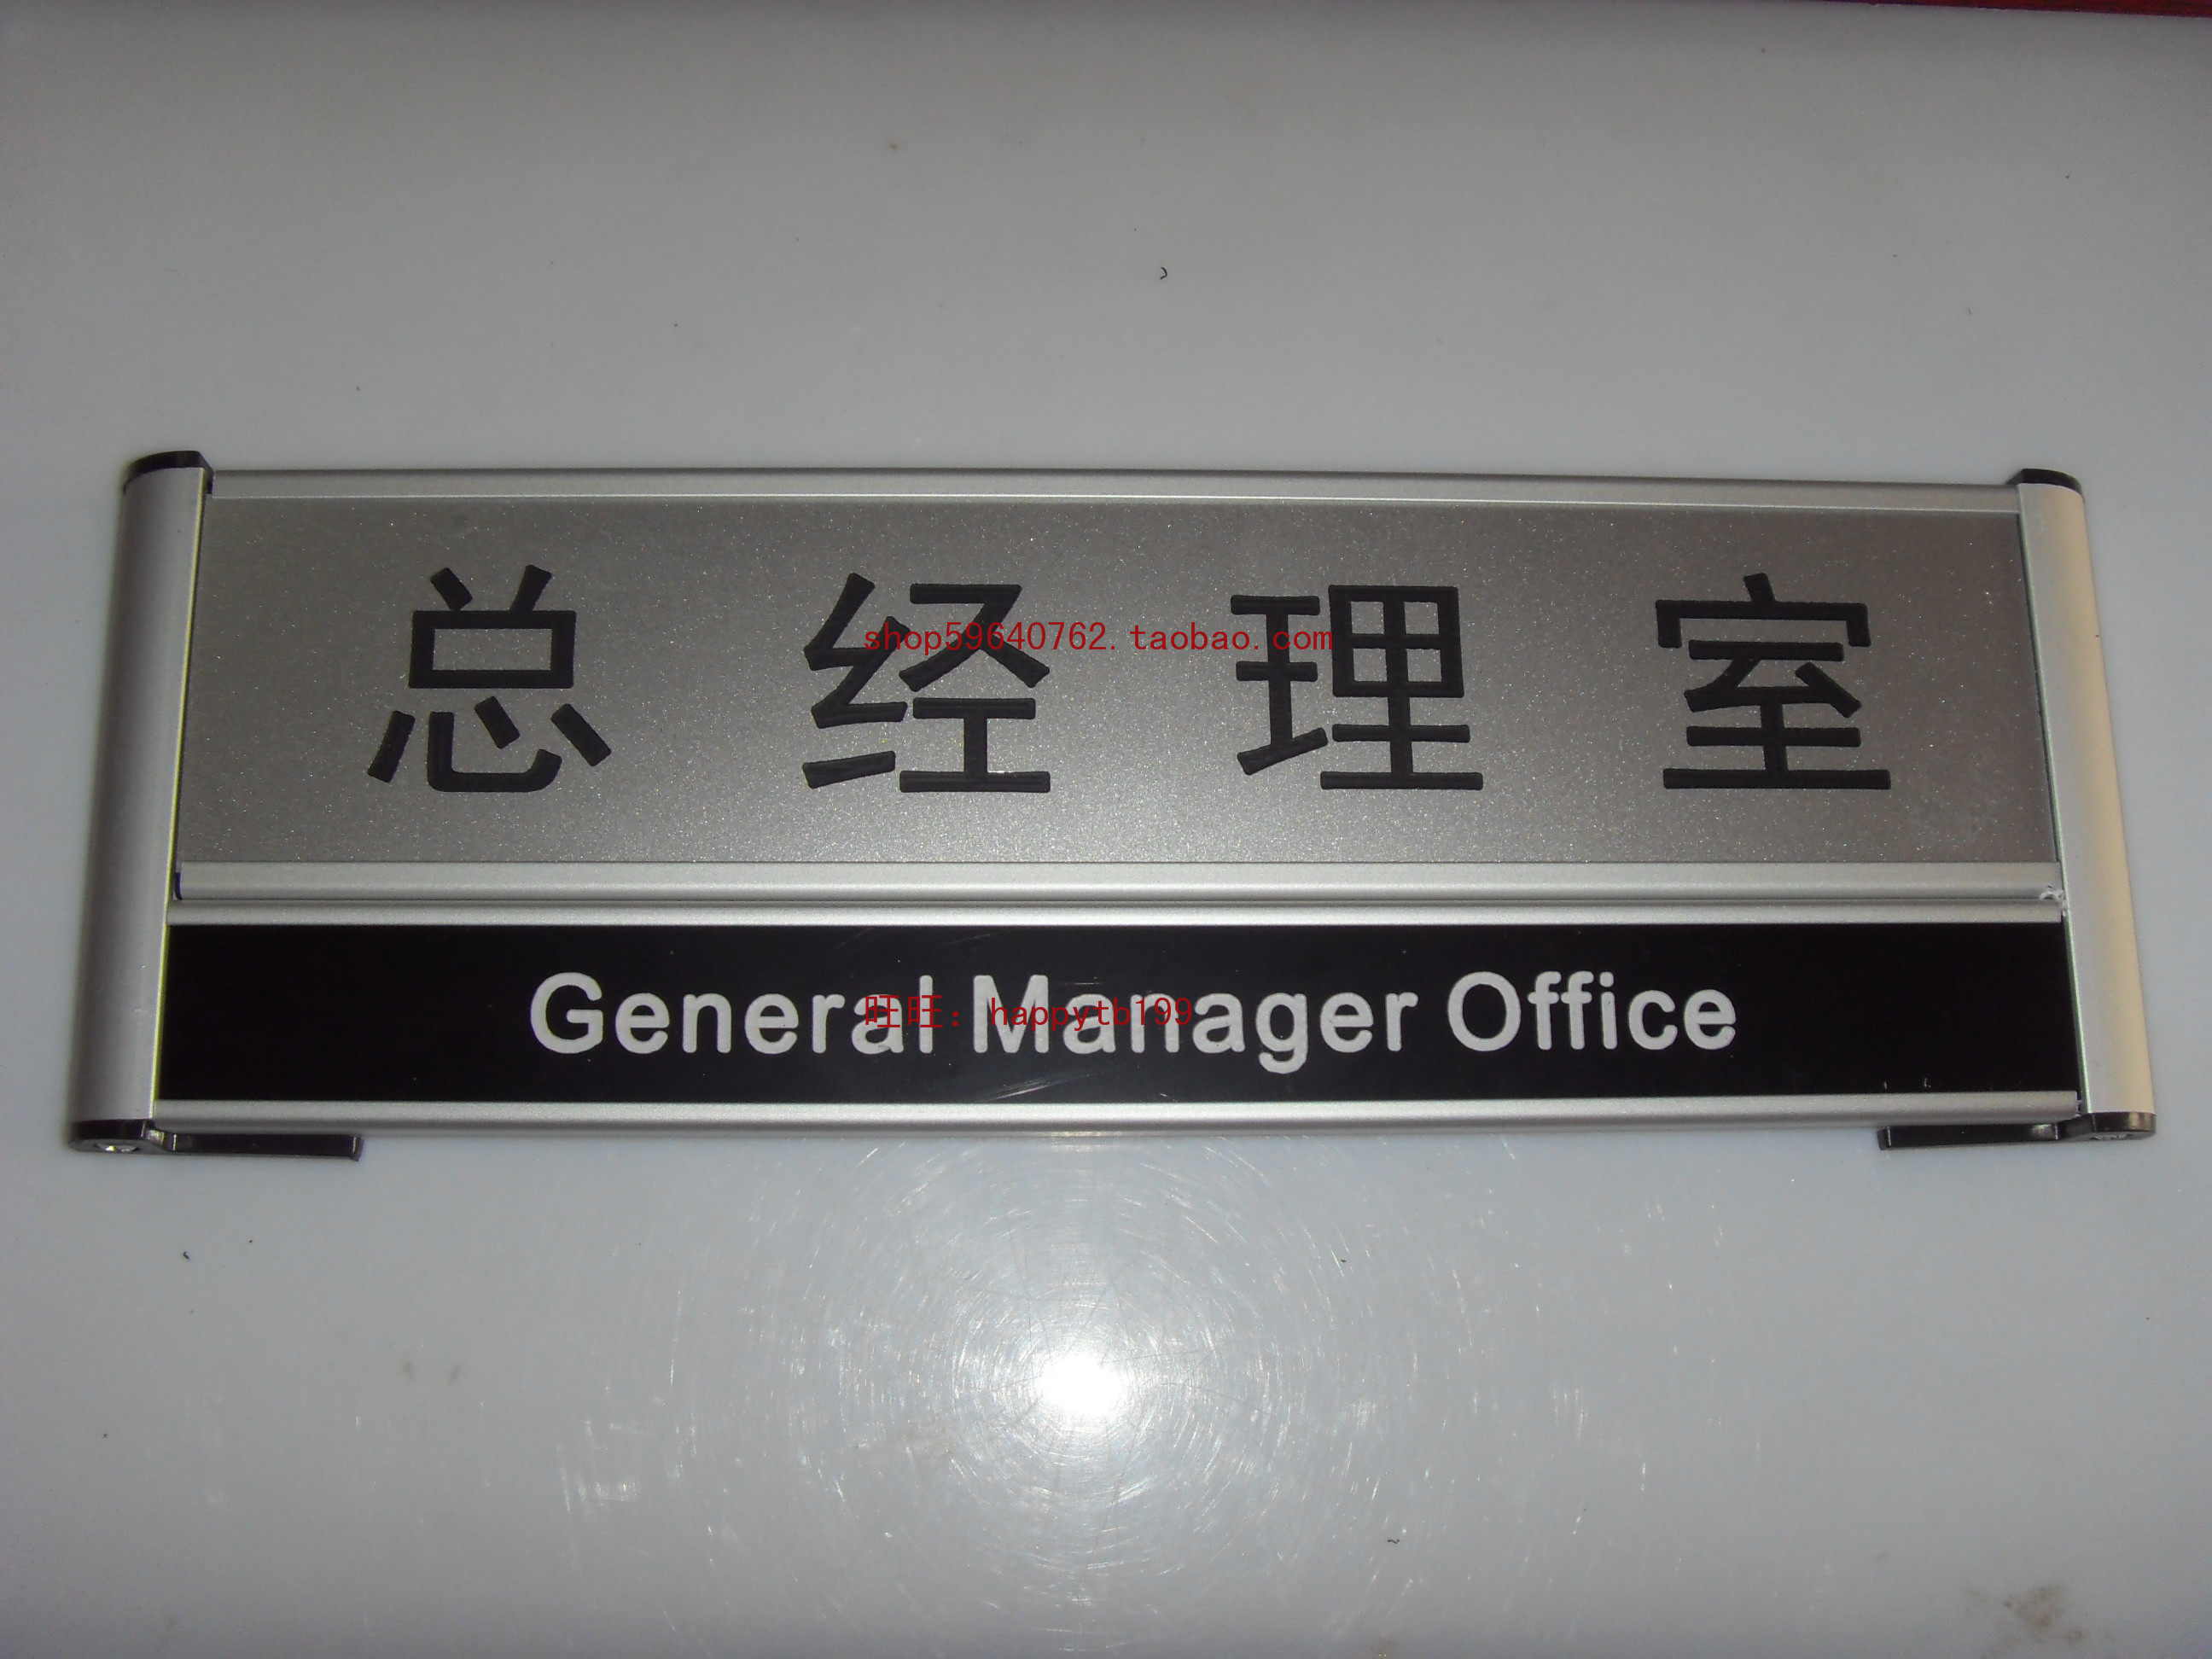 总经理室
shop59640762.taobao.com
General Manager Office
旺旺：happytb199